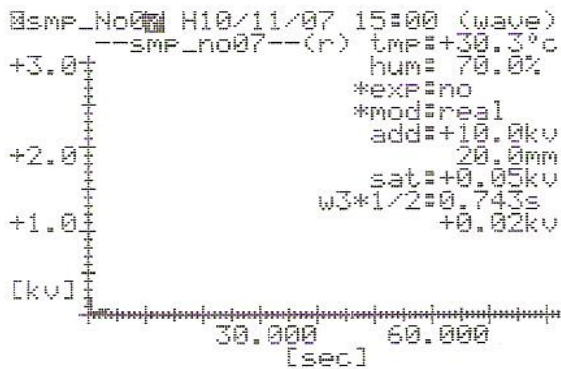 smp_No07 H10/11/07 15:00 (wave)
--smp_no07--(r) tmp:+30.3°c
+3.0 hum: 70.0%
*exp:no
*mod:real
add:+10.0kv
+2.0 20.0mm
sat:+0.05kv
w3*1/2:0.743s
+1.0 +0.02kv
[kv]
30.000 60.000
[sec]